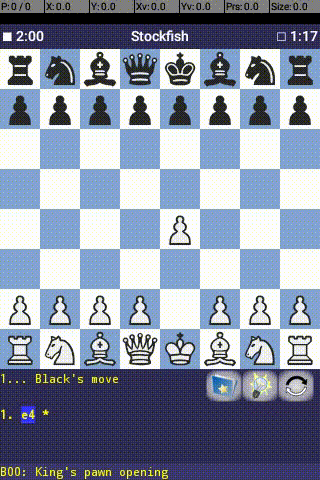 P: 0 / 0 X: 0.0 Y: 0.0 Xv: 0.0 Yv: 0.0 Prs: 0.0 Size: 0.0
2:00 Stockfish 1:17
1... Black's move
1. e4 *
B00: King's pawn opening